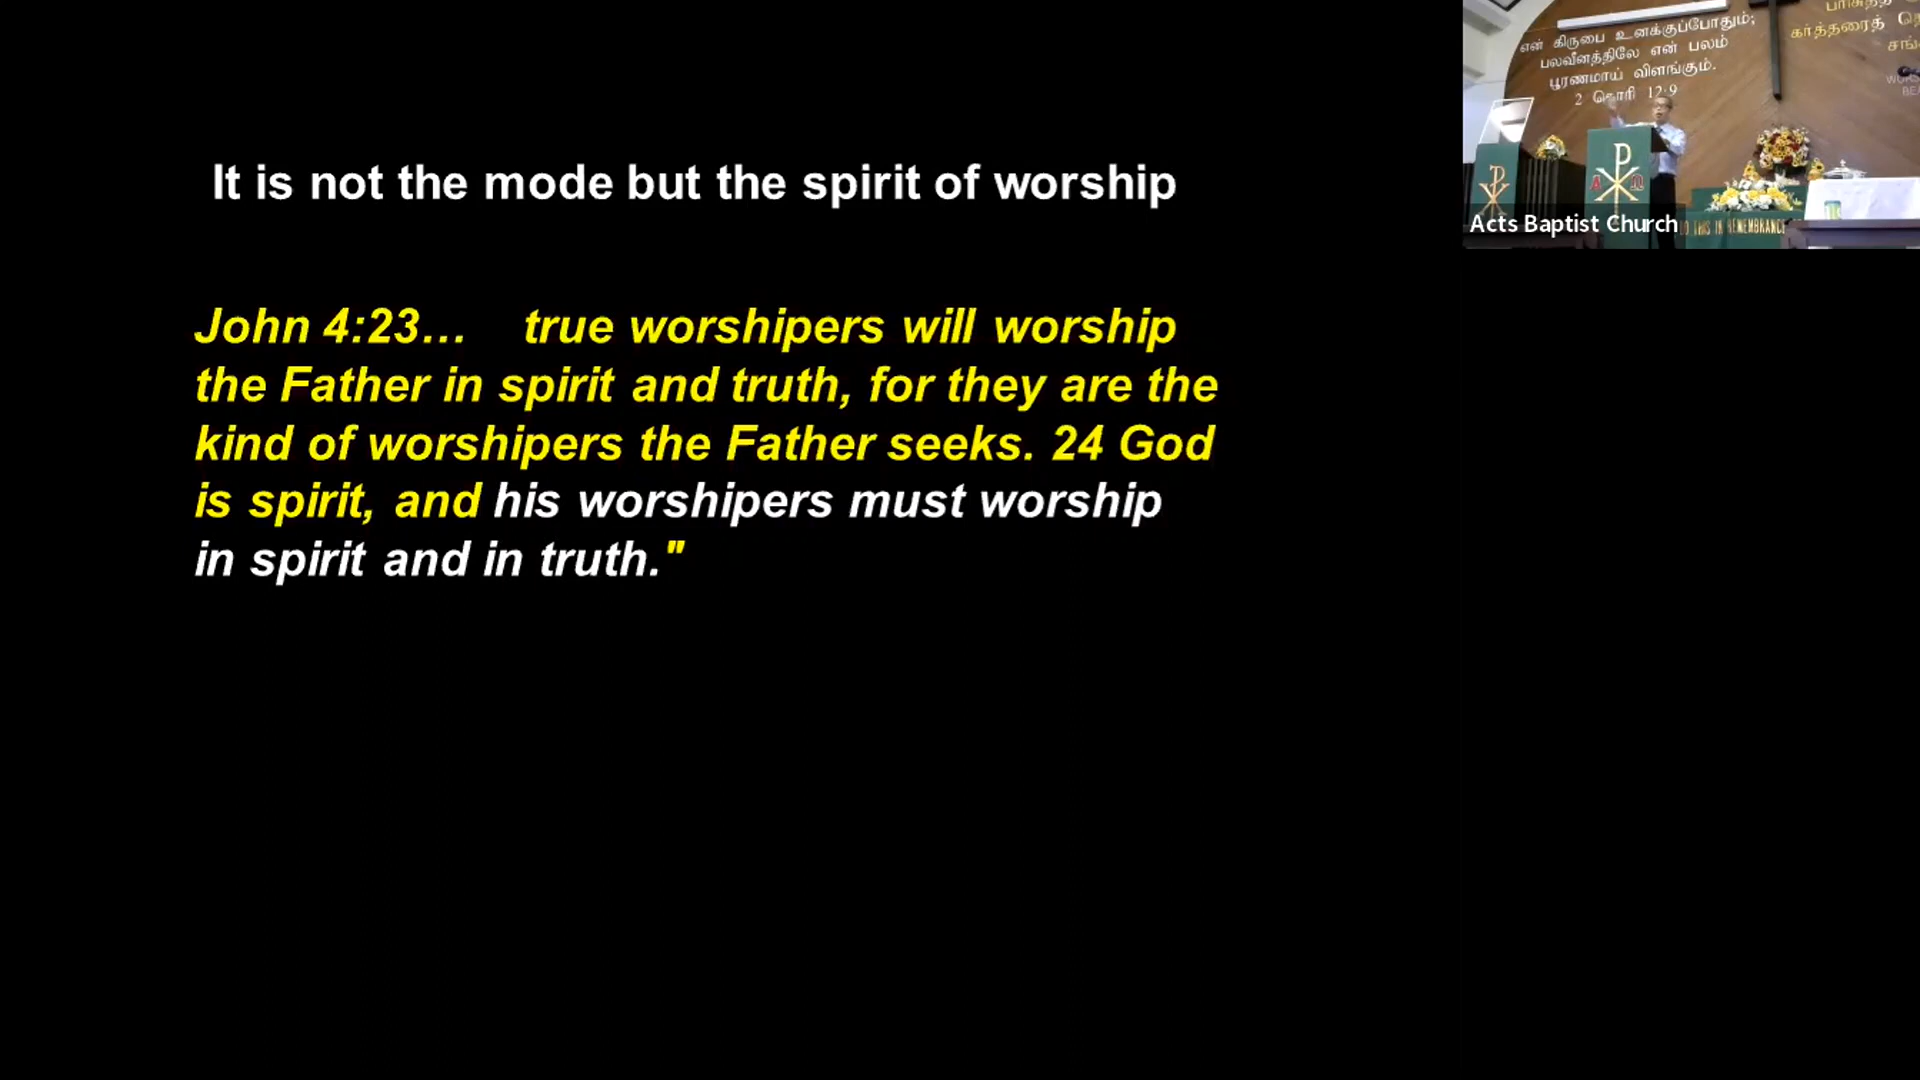 It is not the mode but the spirit of worship
John 4:23… true worshipers will worship
the Father in spirit and truth, for they are the
kind of worshipers the Father seeks. 24 God
is spirit, and his worshipers must worship
in spirit and in truth."
என் கிருபை உனக்குப்போதும்;
பலவீனத்திலே என் பலம்
பூரணமாய் விளங்கும்.
2 கொரி 12:9
கர்த்தரைத்
Acts Baptist Church
THIS IN REMEMBRANCE